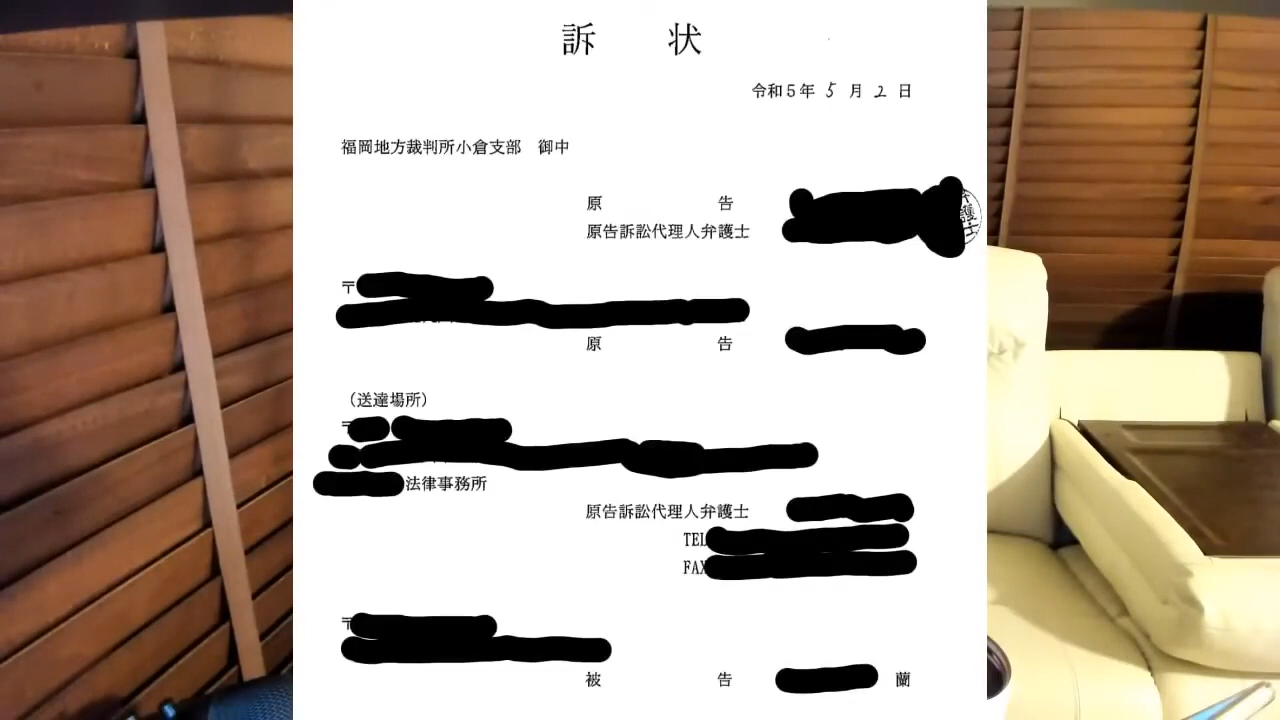 訴 状
令和5年 5 月 2 日
福岡地方裁判所小倉支部 御中
原 告
原告訴訟代理人弁護士
護士
〒
原 告
(送達場所)
〒
法律事務所
原告訴訟代理人弁護士
TEL
FAX
〒
被 告 蘭